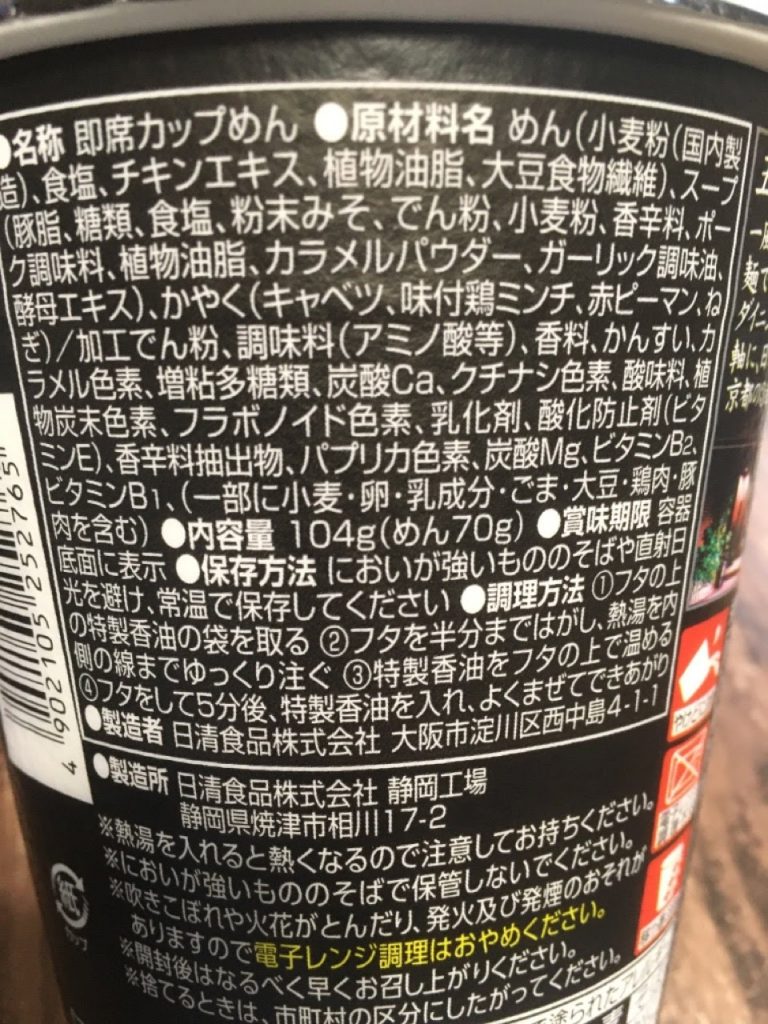 ●名称 即席カップめん ●原材料名 めん(小麦粉(国内製
造)、食塩、チキンエキス、植物油脂、大豆食物繊維)、スープ
(豚脂、糖類、食塩、粉末みそ、でん粉、小麦粉、香辛料、ポー
ク調味料、植物油脂、カラメルパウダー、ガーリック調味油、
酵母エキス)、かやく(キャベツ、味付鶏ミンチ、赤ピーマン、ね
ぎ)/加工でん粉、調味料(アミノ酸等)、香料、かんすい、カ
ラメル色素、増粘多糖類、炭酸Ca、クチナシ色素、酸味料、植
物炭末色素、フラボノイド色素、乳化剤、酸化防止剤(ビタ
ミンE)、香辛料抽出物、パプリカ色素、炭酸Mg、ビタミンB2、
ビタミンB1、(一部に小麦・卵・乳成分・ごま・大豆・鶏肉・豚
肉を含む) ●内容量 104g(めん70g) ●賞味期限 容器
底面に表示 ●保存方法 においが強いもののそばや直射日
光を避け、常温で保存してください ●調理方法 ①フタの上
の特製香油の袋を取る ②フタを半分まではがし、熱湯を内
側の線までゆっくり注ぐ ③特製香油をフタの上で温める
④フタをして5分後、特製香油を入れ、よくまぜてできあがり
●製造者 日清食品株式会社 大阪市淀川区西中島4-1-1
●製造所 日清食品株式会社 静岡工場
静岡県焼津市相川17-2
※熱湯を入れると熱くなるので注意してお持ちください。
※においが強いもののそばで保管しないでください。
※吹きこぼれや火花がとんだり、発火及び発煙のおそれが
ありますので電子レンジ調理はおやめください。
※開封後はなるべく早くお召し上がりください。
※捨てるときは、市町村の区分にしたがってください。
4 902105 252765
紙
カップ
一風
麺で
ダイニ
軸に、日
京都の
やけど